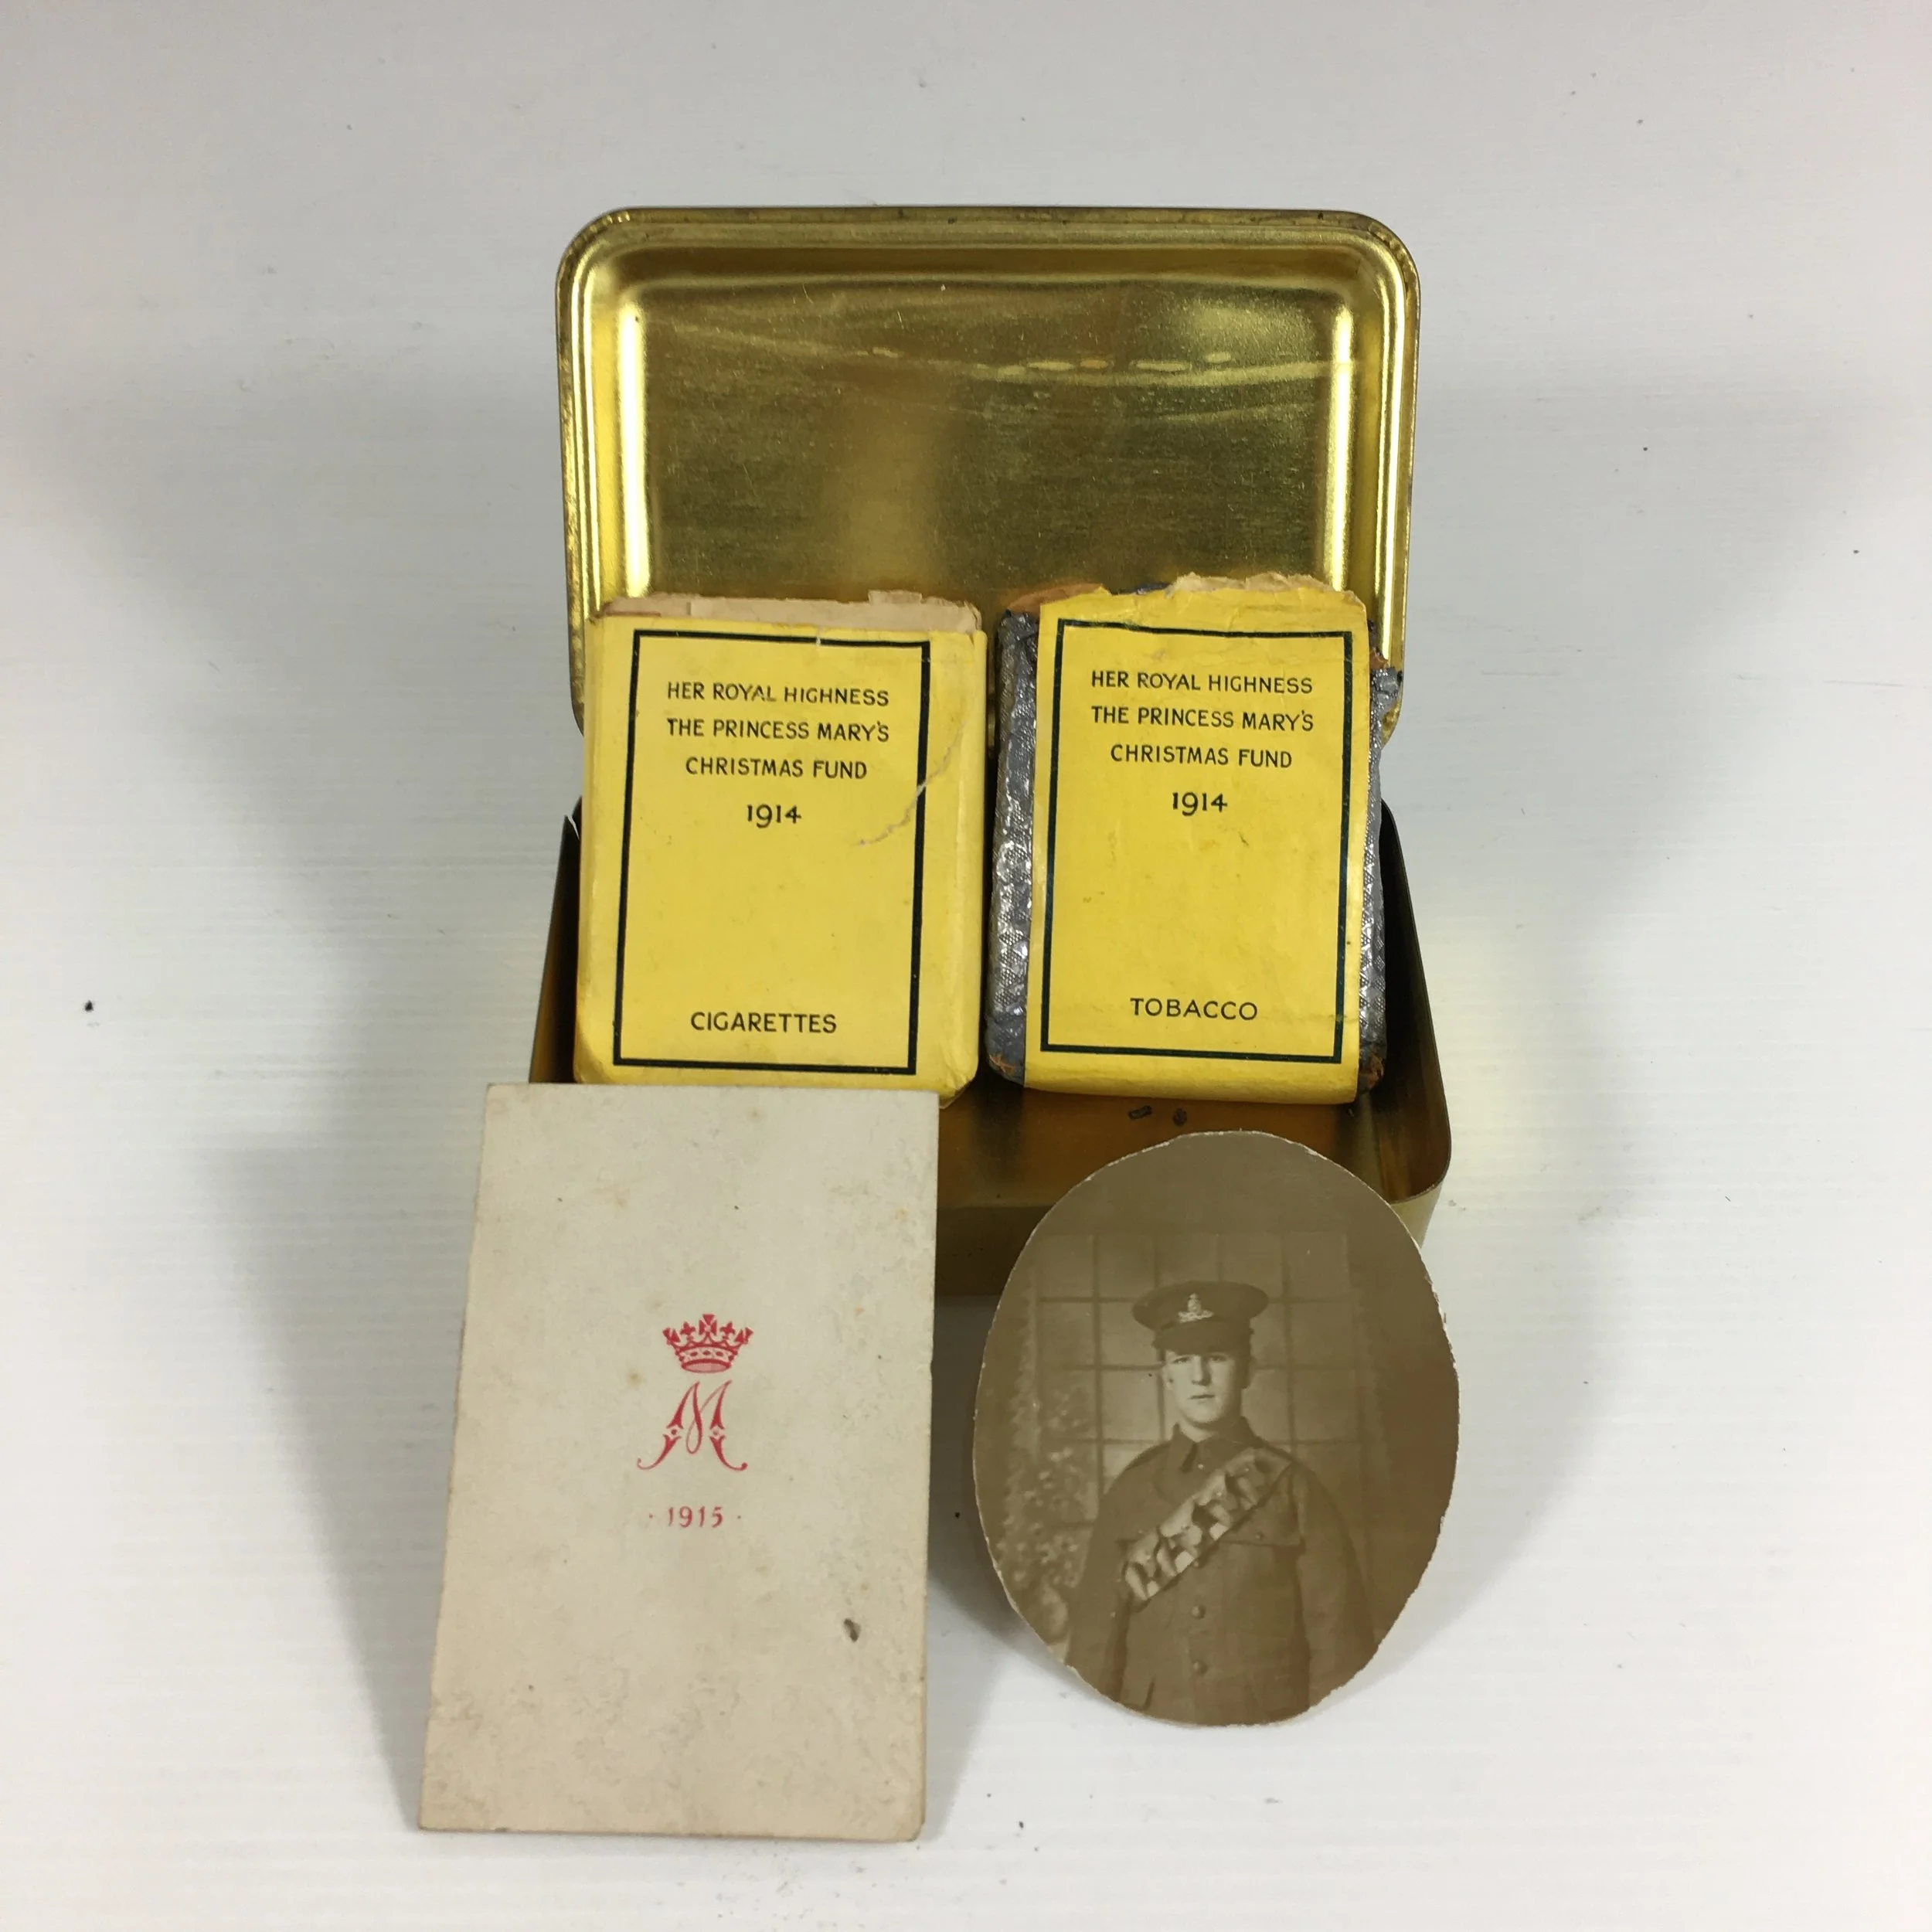 HER ROYAL HIGHNESS
THE PRINCESS MARY'S
CHRISTMAS FUND
1914
CIGARETTES
HER ROYAL HIGHNESS
THE PRINCESS MARY'S
CHRISTMAS FUND
1914
TOBACCO
M
· 1915 ·